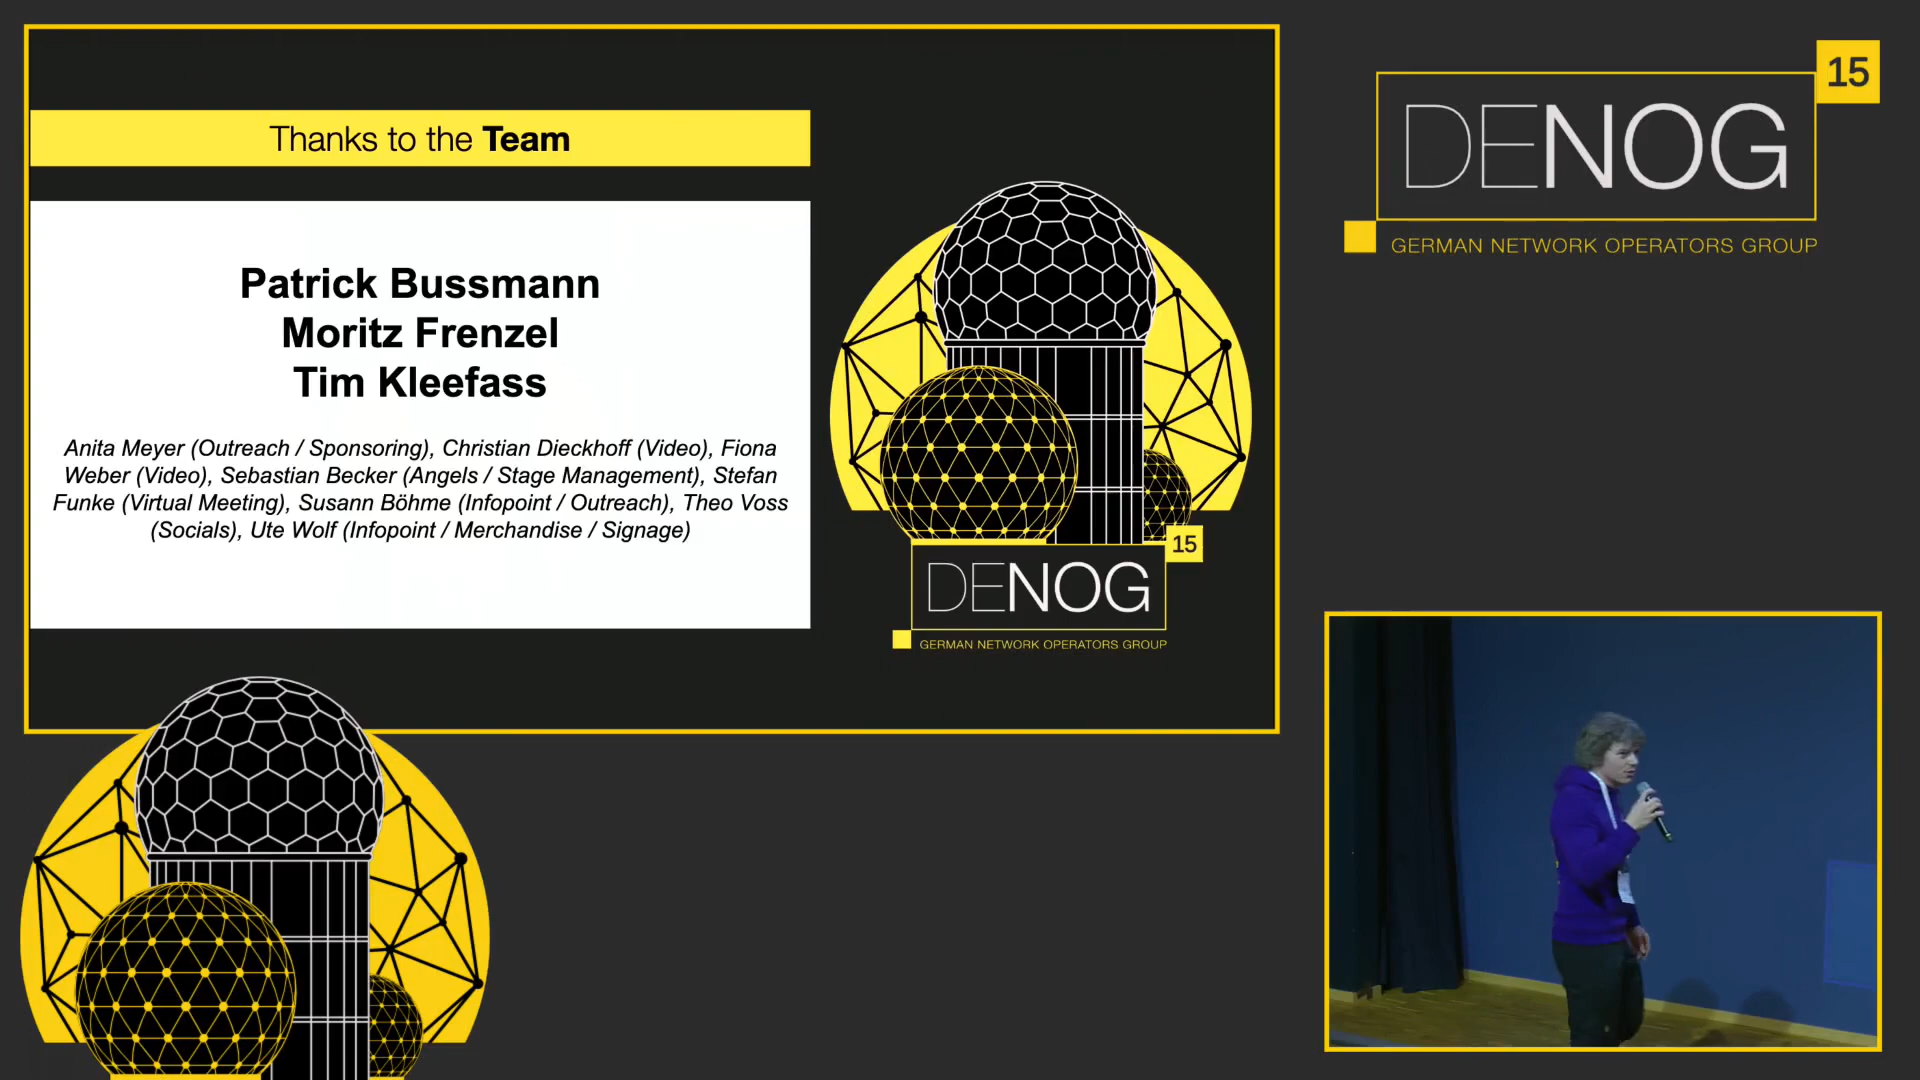 Thanks to the Team
Patrick Bussmann
Moritz Frenzel
Tim Kleefass
Anita Meyer (Outreach / Sponsoring), Christian Dieckhoff (Video), Fiona
Weber (Video), Sebastian Becker (Angels / Stage Management), Stefan
Funke (Virtual Meeting), Susann Böhme (Infopoint / Outreach), Theo Voss
(Socials), Ute Wolf (Infopoint / Merchandise / Signage)
15
DENOG
GERMAN NETWORK OPERATORS GROUP
15
DENOG
GERMAN NETWORK OPERATORS GROUP